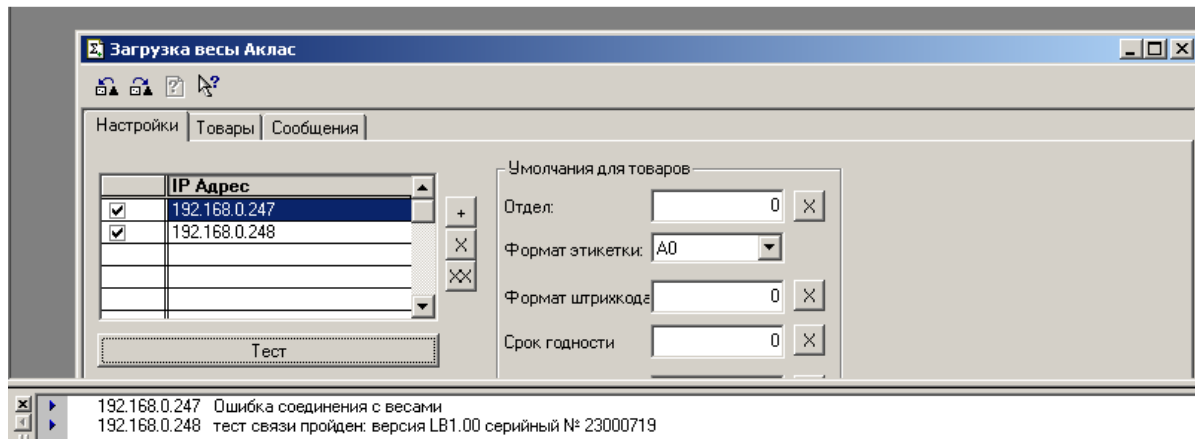 Загрузка весы Аклас
Настройки Товары Сообщения
IP Адрес
192.168.0.247
192.168.0.248
+
X
XX
Тест
Умолчания для товаров
Отдел: 0 X
Формат этикетки: A0
Формат штрихкода 0 X
Срок годности 0 X
192.168.0.247 Ошибка соединения с весами
192.168.0.248 тест связи пройден: версия LB1.00 серийный № 23000719